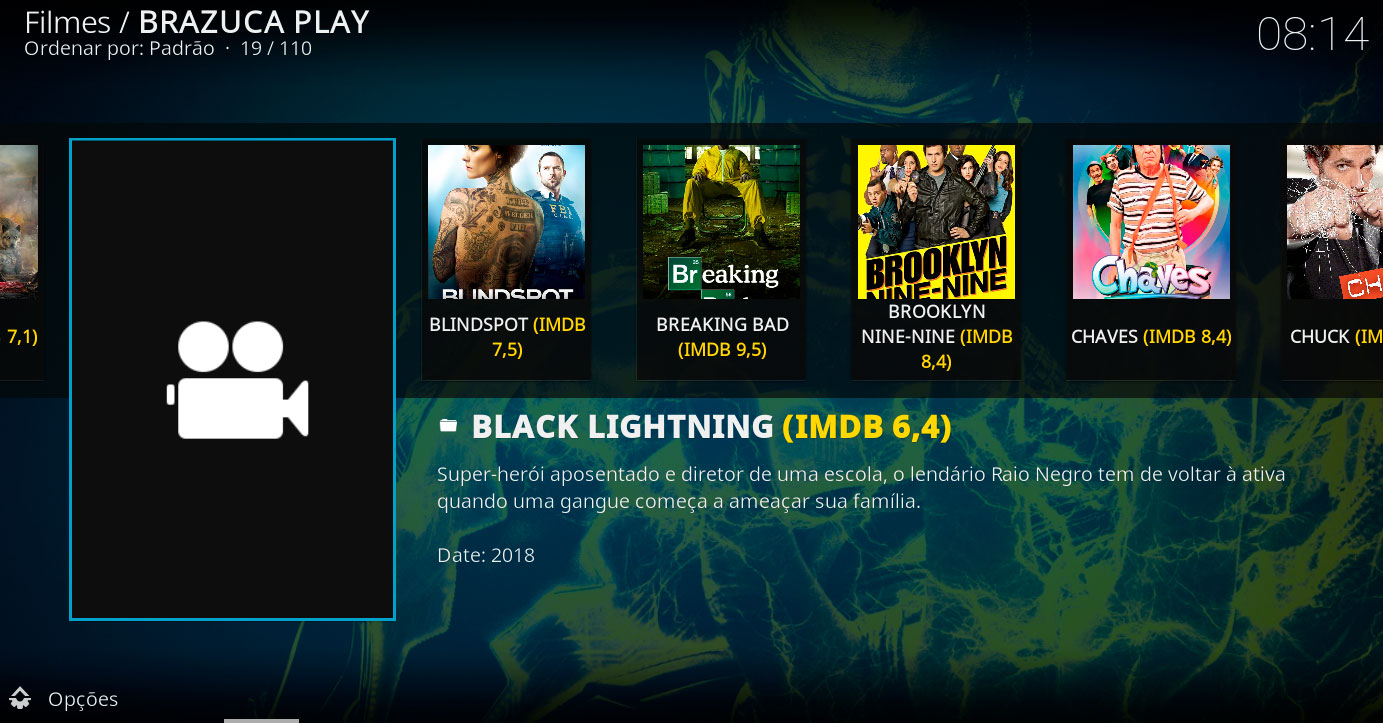 Filmes / BRAZUCA PLAY
Ordenar por: Padrão · 19 / 110
08:14
FBI
BLINDSPOT
Breaking
BROOKLYN
NINE-NINE
Chaves
CH
7,1)
BLINDSPOT (IMDB
7,5)
BREAKING BAD
(IMDB 9,5)
BROOKLYN
NINE-NINE (IMDB
8,4)
CHAVES (IMDB 8,4)
CHUCK (IM
BLACK LIGHTNING (IMDB 6,4)
Super-herói aposentado e diretor de uma escola, o lendário Raio Negro tem de voltar à ativa
quando uma gangue começa a ameaçar sua família.
Date: 2018
Opções